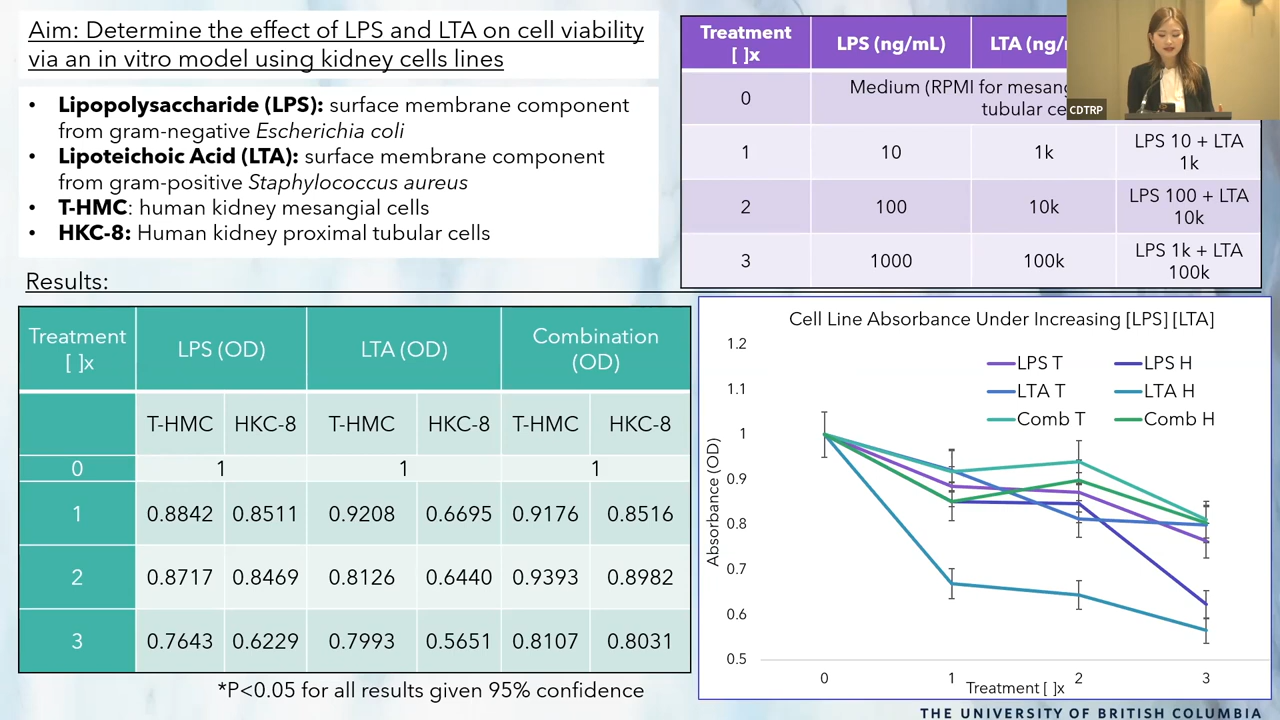 Aim: Determine the effect of LPS and LTA on cell viability
via an in vitro model using kidney cells lines
• Lipopolysaccharide (LPS): surface membrane component
from gram-negative Escherichia coli
• Lipoteichoic Acid (LTA): surface membrane component
from gram-positive Staphylococcus aureus
• T-HMC: human kidney mesangial cells
• HKC-8: Human kidney proximal tubular cells
Treatment
[ ]x
LPS (ng/mL)
LTA (ng/
CDTRP
0
Medium (RPMI for
tubular
1
10
1k
LPS 10 + LTA
1k
2
100
10k
LPS 100 + LTA
10k
3
1000
100k
LPS 1k + LTA
100k
Results:
Treatment
[ ]x
LPS (OD)
LTA (OD)
Combination
(OD)
T-HMC HKC-8 T-HMC HKC-8 T-HMC HKC-8
0 1 1 1
1 0.8842 0.8511 0.9208 0.6695 0.9176 0.8516
2 0.8717 0.8469 0.8126 0.6440 0.9393 0.8982
3 0.7643 0.6229 0.7993 0.5651 0.8107 0.8031
*P<0.05 for all results given 95% confidence
Cell Line Absorbance Under Increasing [LPS] [LTA]
LPS T LPS H
LTA T LTA H
Comb T Comb H
Absorbance (OD)
1.2
1.1
1
0.9
0.8
0.7
0.6
0.5
0 1 2 3
Treatment [ ]x
THE UNIVERSITY OF BRITISH COLUMBIA